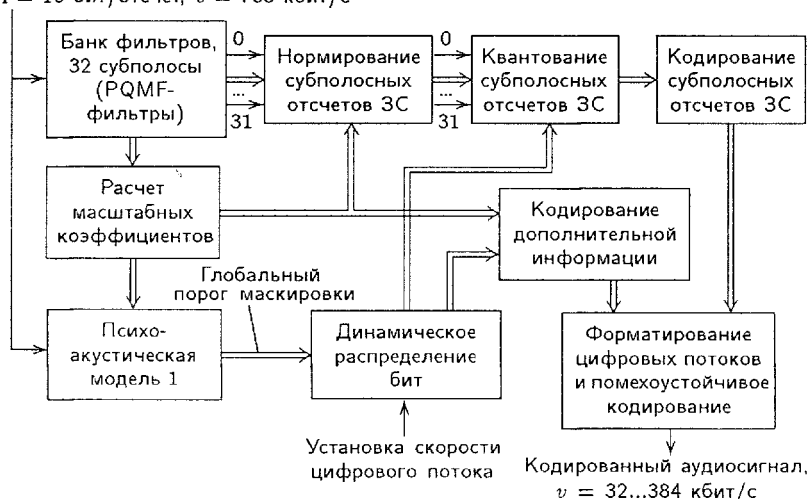 Банк фильтров,
32 субполосы
(PQMF-
фильтры)
0
...
31
Нормирование
субполосных
отсчетов ЗС
0
...
31
Квантование
субполосных
отсчетов ЗС
Кодирование
субполосных
отсчетов ЗС
Расчет
масштабных
коэффициентов
Кодирование
дополнительной
информации
Глобальный
порог маскировки
Психо-
акустическая
модель 1
Динамическое
распределение
бит
Форматирование
цифровых потоков
и помехоустойчивое
кодирование
Установка скорости
цифрового потока
Кодированный аудиосигнал,
v = 32...384 кбит/с